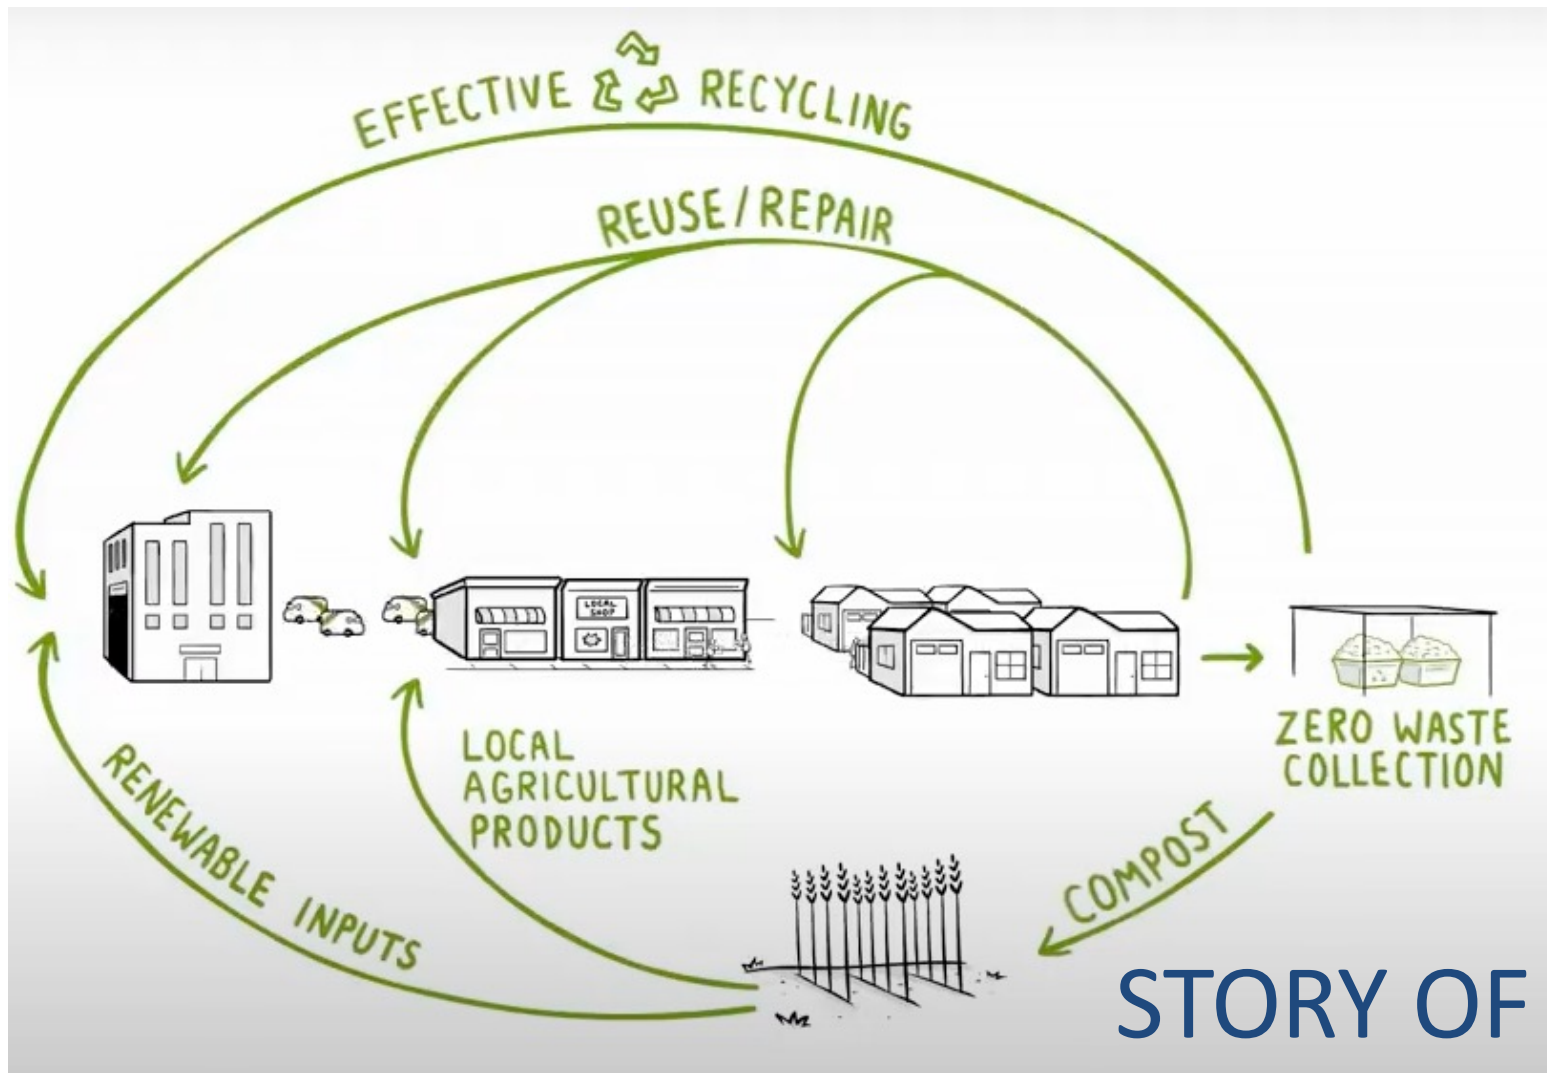 EFFECTIVE RECYCLING
REUSE/REPAIR
LOCAL
SHOP
ZERO WASTE
COLLECTION
LOCAL
AGRICULTURAL
PRODUCTS
RENEWABLE INPUTS
COMPOST
STORY OF